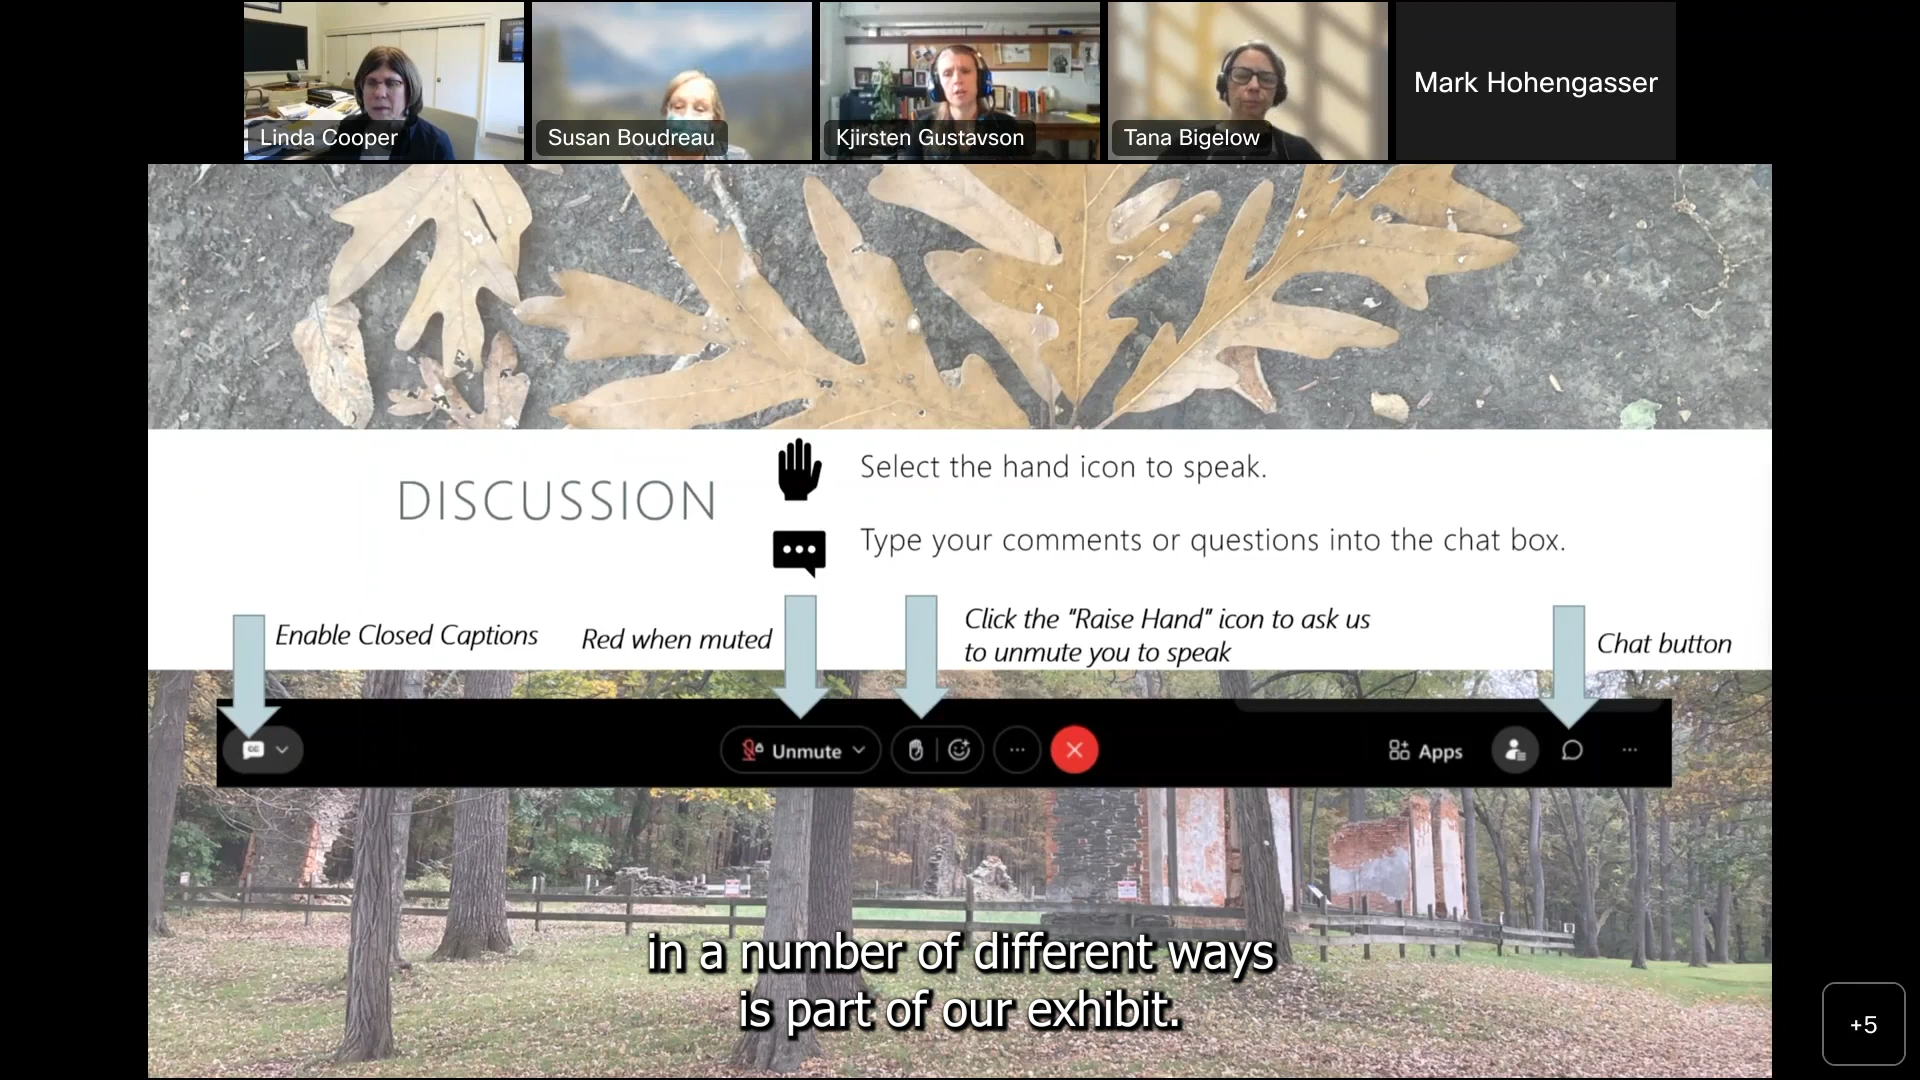 Linda Cooper
Susan Boudreau
Kjirsten Gustavson
Tana Bigelow
Mark Hohengasser
DISCUSSION
Select the hand icon to speak.
Type your comments or questions into the chat box.
Enable Closed Captions
Red when muted
Click the "Raise Hand" icon to ask us
to unmute you to speak
Chat button
CC
Unmute
Apps
in a number of different ways
is part of our exhibit.
+5